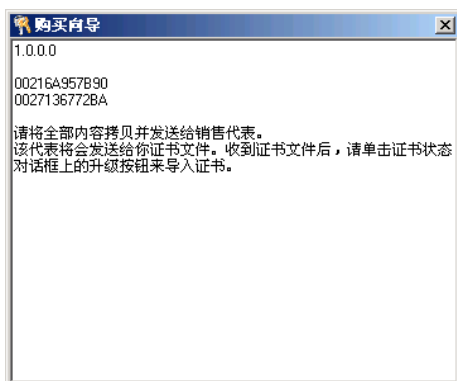 购买向导
1.0.0.0
00216A957B90
0027136772BA
请将全部内容拷贝并发送给销售代表。
该代表将会发送给你证书文件。收到证书文件后，请单击证书状态
对话框上的升级按钮来导入证书。